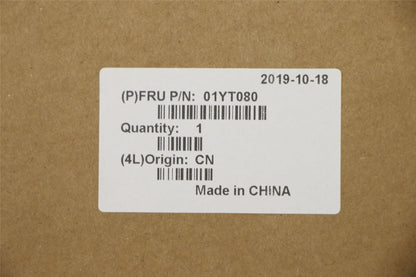 2019-10-18
(P)FRU P/N: 01YT080
Quantity: 1
(4L)Origin: CN
Made in CHINA